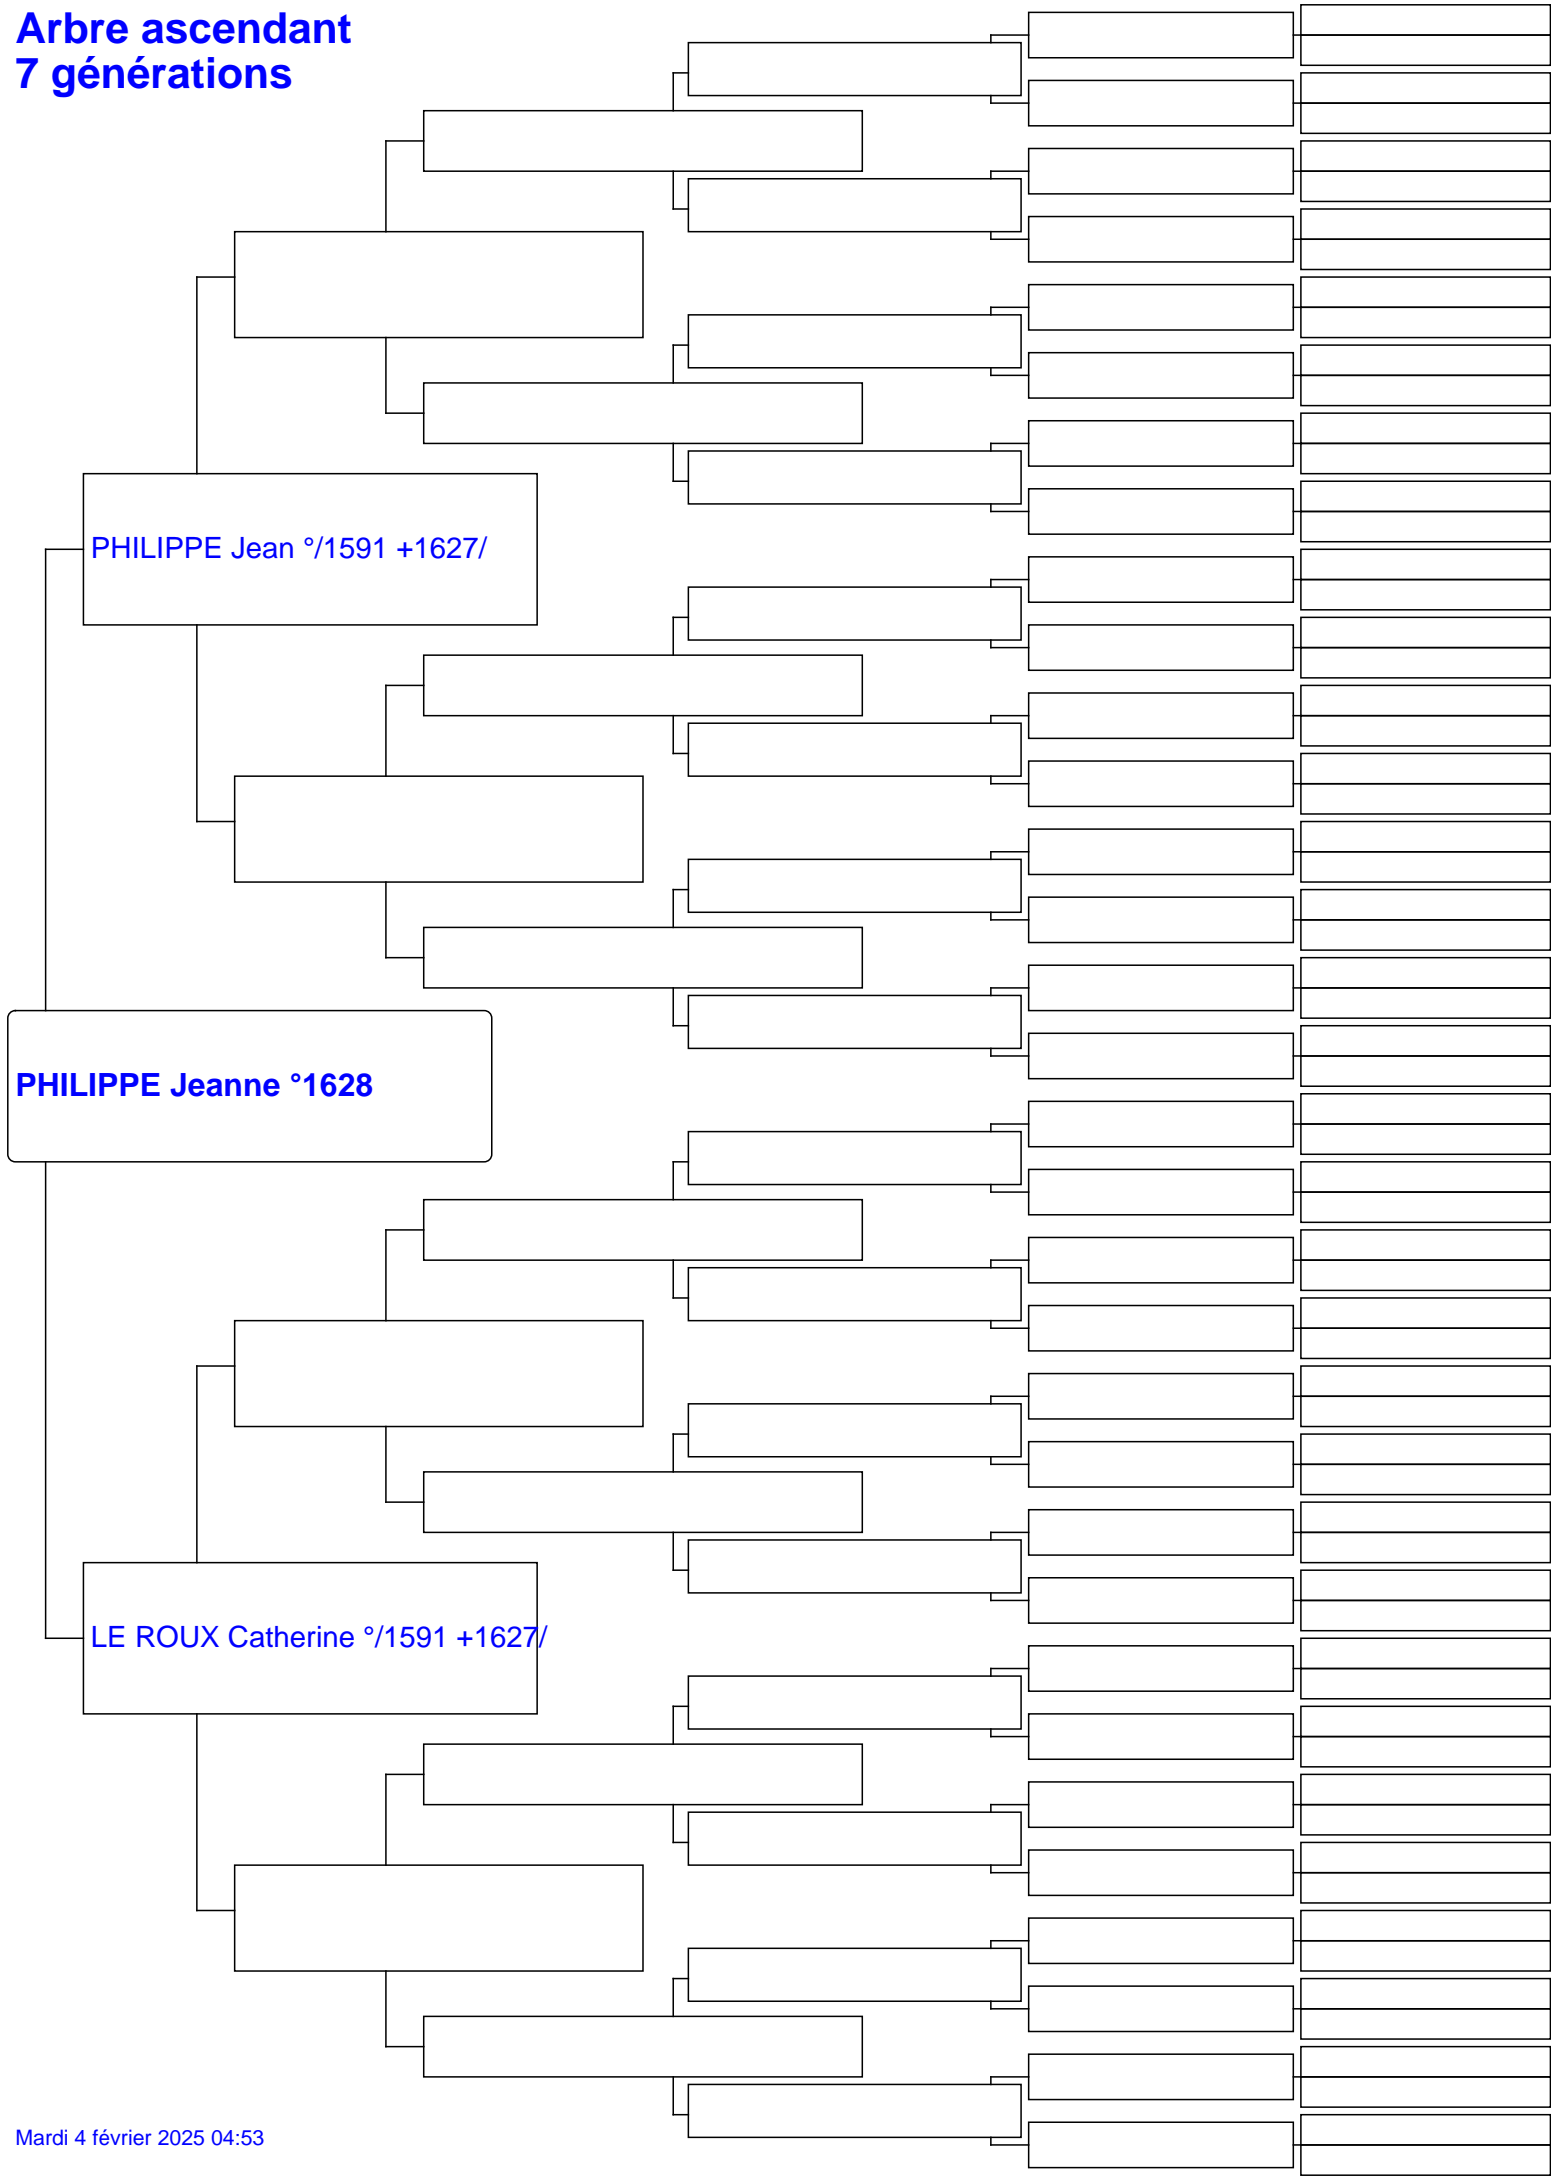 Arbre ascendant
7 générations
PHILIPPE Jean °/1591 +1627/
PHILIPPE Jeanne °1628
LE ROUX Catherine °/1591 +1627/
Mardi 4 février 2025 04:53